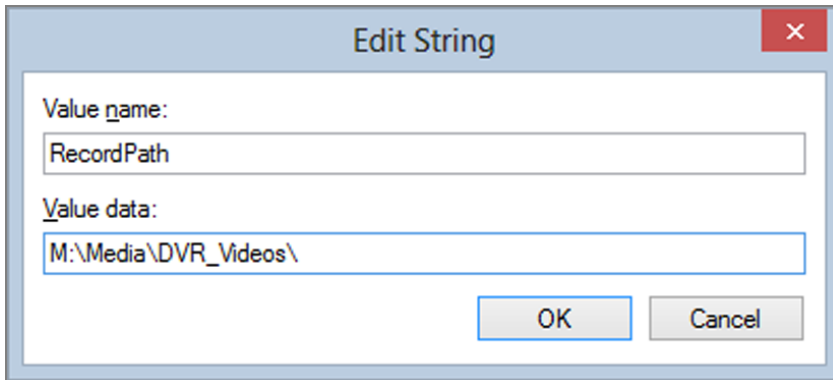 Edit String
Value name:
RecordPath
Value data:
M:\Media\DVR_Videos\
OK Cancel